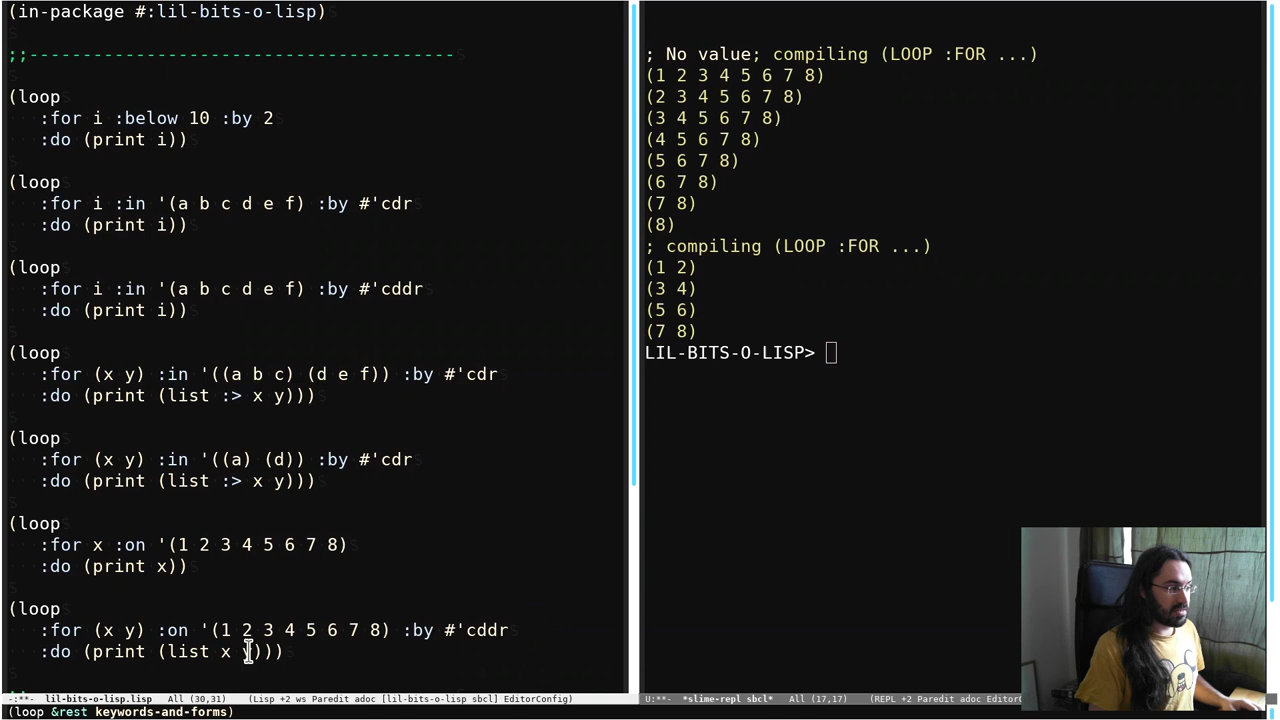 (in-package #:lil-bits-o-lisp)
;;----------------------------------------
(loop
:for i :below 10 :by 2
:do (print i))
(loop
:for i :in '(a b c d e f) :by #'cdr
:do (print i))
(loop
:for i :in '(a b c d e f) :by #'cddr
:do (print i))
(loop
:for (x y) :in '((a b c) (d e f)) :by #'cdr
:do (print (list :> x y)))
(loop
:for (x y) :in '((a) (d)) :by #'cdr
:do (print (list :> x y)))
(loop
:for x :on '(1 2 3 4 5 6 7 8)
:do (print x))
(loop
:for (x y) :on '(1 2 3 4 5 6 7 8) :by #'cddr
:do (print (list x y)))
-:**- lil-bits-o-lisp.lisp All (30,31) (Lisp +2 ws Paredit adoc [lil-bits-o-lisp sbcl] EditorConfig)
(loop &rest keywords-and-forms)
; No value; compiling (LOOP :FOR ...)
(1 2 3 4 5 6 7 8)
(2 3 4 5 6 7 8)
(3 4 5 6 7 8)
(4 5 6 7 8)
(5 6 7 8)
(6 7 8)
(7 8)
(8)
; compiling (LOOP :FOR ...)
(1 2)
(3 4)
(5 6)
(7 8)
LIL-BITS-O-LISP>
U:**- *slime-repl sbcl* All (17,17) (REPL +2 Paredit adoc EditorC